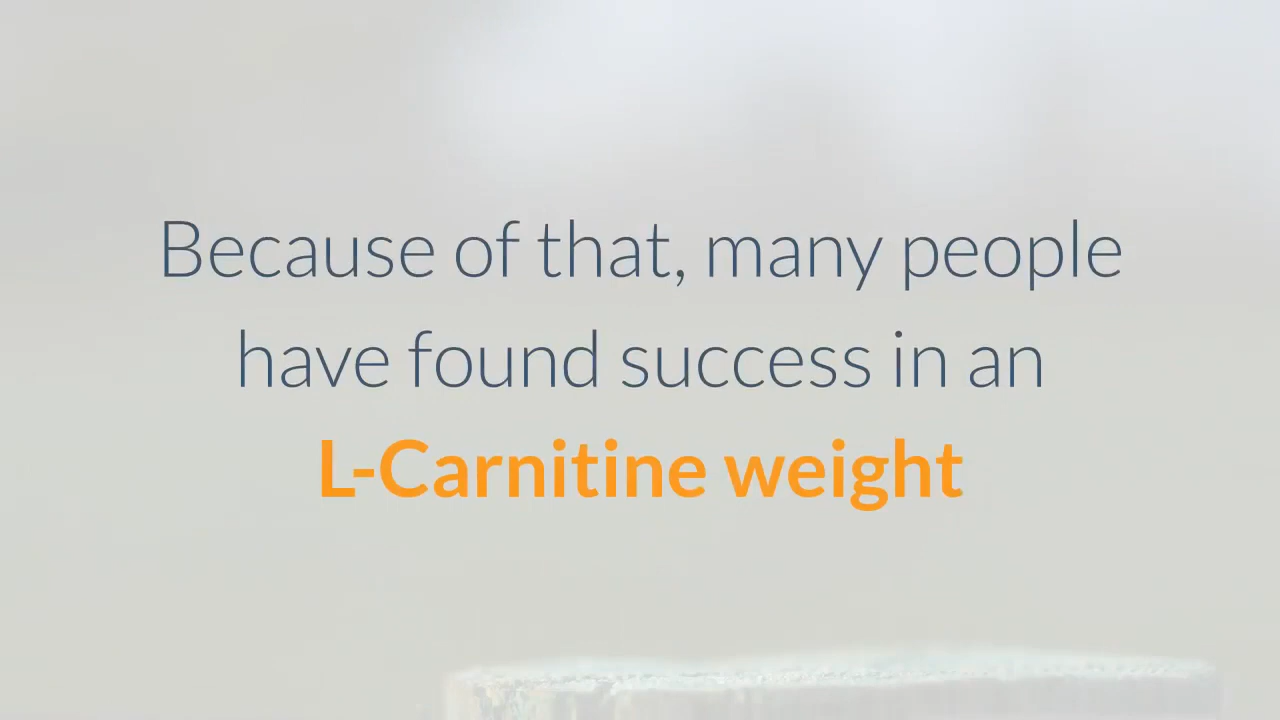 Because of that, many people
have found success in an
L-Carnitine weight